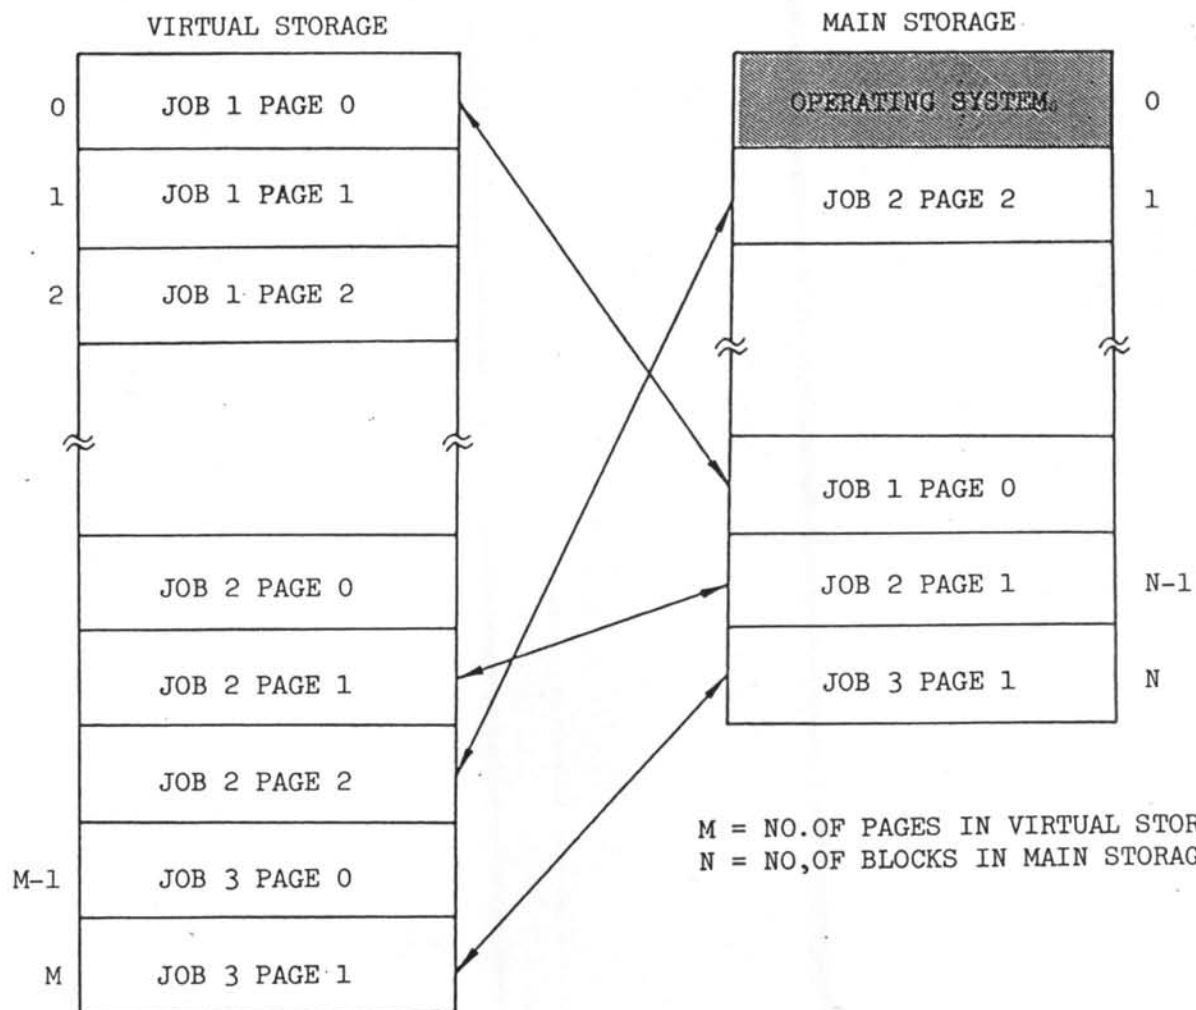 VIRTUAL STORAGE
0 JOB 1 PAGE 0
1 JOB 1 PAGE 1
2 JOB 1 PAGE 2
JOB 2 PAGE 0
JOB 2 PAGE 1
JOB 2 PAGE 2
M-1 JOB 3 PAGE 0
M JOB 3 PAGE 1
MAIN STORAGE
OPERATING SYSTEM. 0
JOB 2 PAGE 2 1
JOB 1 PAGE 0
JOB 2 PAGE 1 N-1
JOB 3 PAGE 1 N
M = NO.OF PAGES IN VIRTUAL STOR
N = NO,OF BLOCKS IN MAIN STORAG